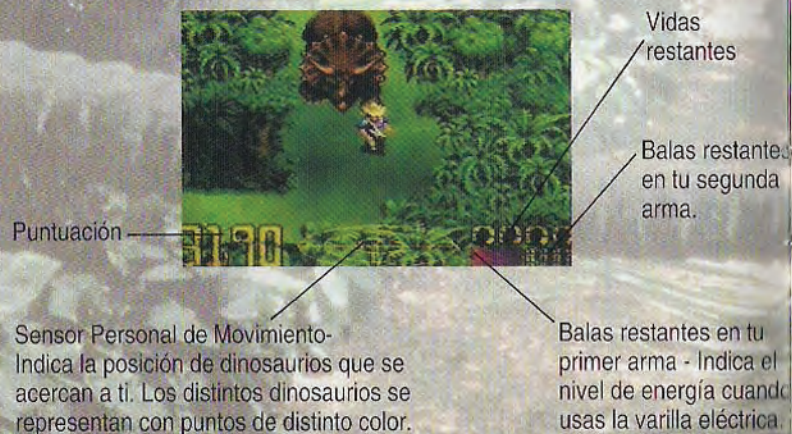 Vidas
restantes
Balas restantes
en tu segunda
arma.
Puntuación
3190
Sensor Personal de Movimiento-
Indica la posición de dinosaurios que se
acercan a ti. Los distintos dinosaurios se
representan con puntos de distinto color.
Balas restantes en tu
primer arma - Indica el
nivel de energía cuando
usas la varilla eléctrica.